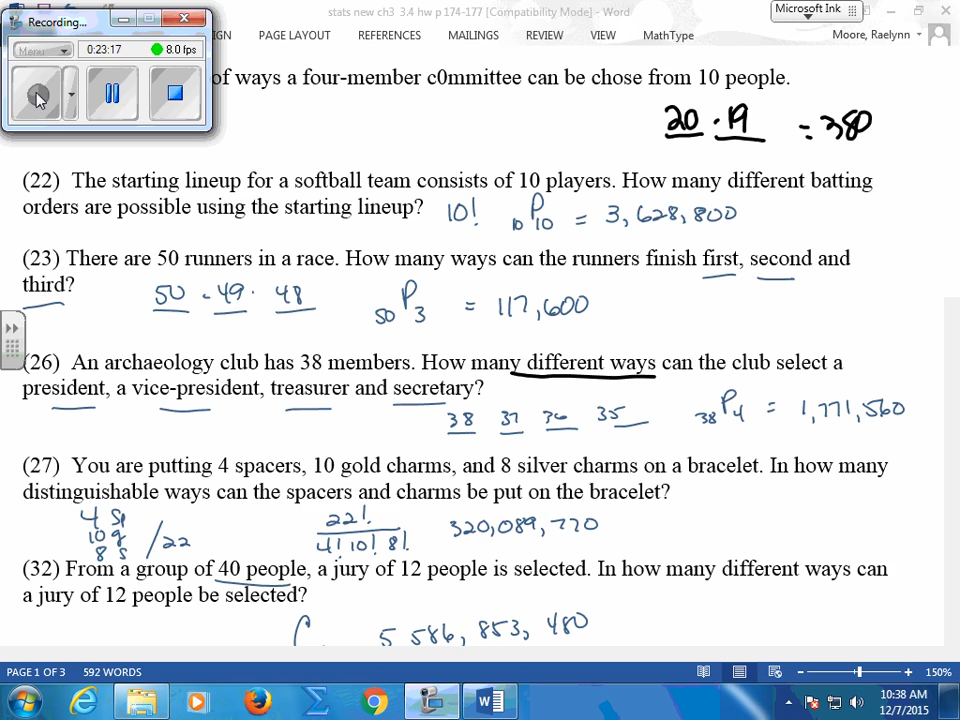 Recording...
stats new ch3 3.4 hw p 174-177 [Compatibility Mode] - Word
Microsoft Ink
Menu
0:23:17
8.0 fps
IGN PAGE LAYOUT REFERENCES MAILINGS REVIEW VIEW MathType
Moore, Raelynn
of ways a four-member c0mmittee can be chose from 10 people.
20 · 19 = 380
(22) The starting lineup for a softball team consists of 10 players. How many different batting
orders are possible using the starting lineup? 10! 10P10 = 3,628,800
(23) There are 50 runners in a race. How many ways can the runners finish first, second and
third?
50 · 49 · 48 50P3 = 117,600
(26) An archaeology club has 38 members. How many different ways can the club select a
president, a vice-president, treasurer and secretary?
38 37 36 35 38P4 = 1,771,560
(27) You are putting 4 spacers, 10 gold charms, and 8 silver charms on a bracelet. In how many
distinguishable ways can the spacers and charms be put on the bracelet?
4 sp
10 g
8 s
/22
22!
4! 10! 8!
320,089,770
(32) From a group of 40 people, a jury of 12 people is selected. In how many different ways can
a jury of 12 people be selected?
C 5 586, 853, 480
PAGE 1 OF 3 592 WORDS
150%
10:38 AM
12/7/2015